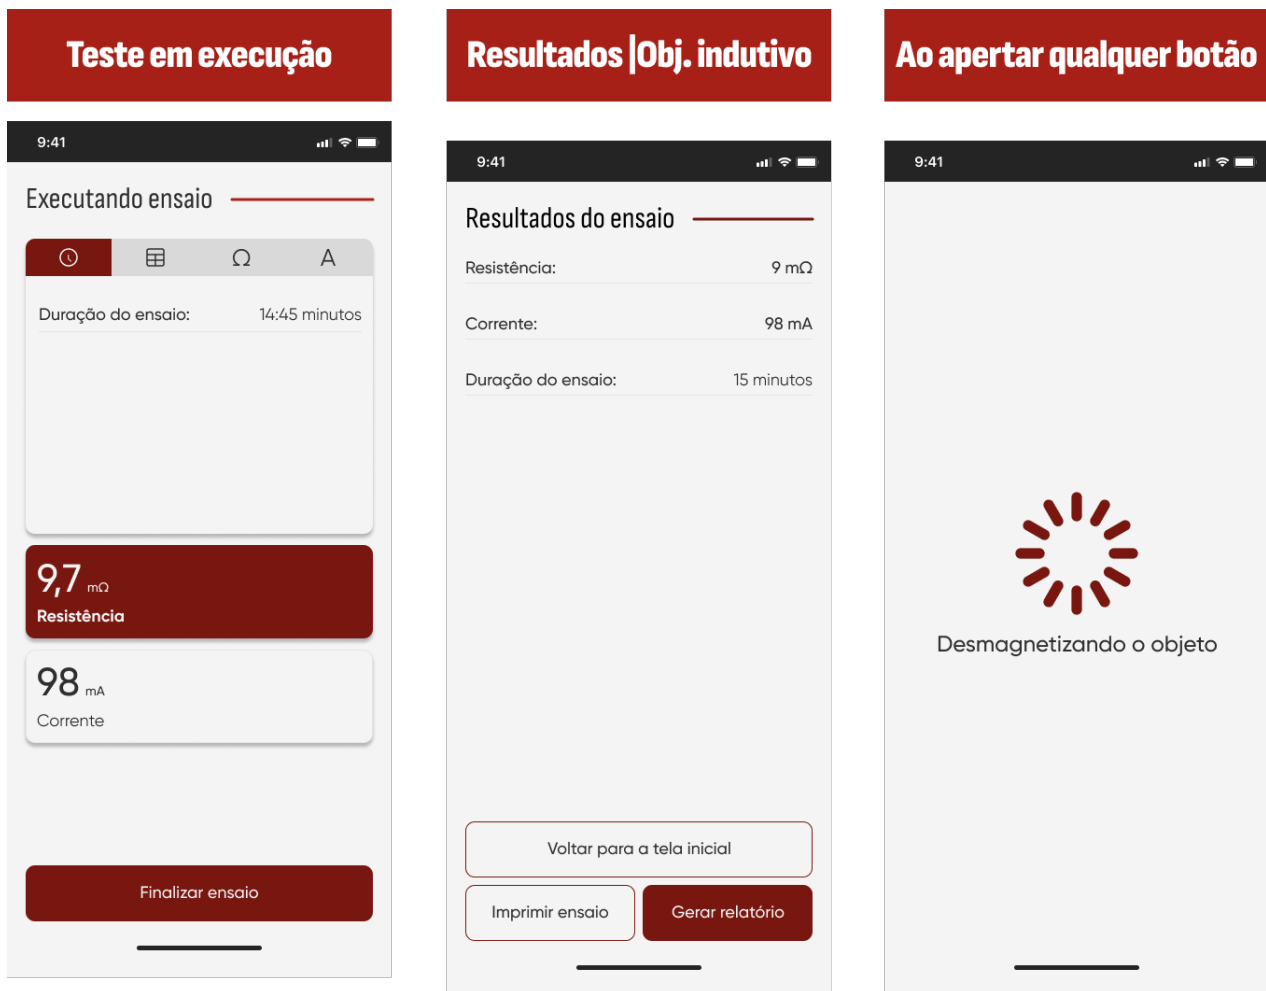 Teste em execução
9:41
Executando ensaio
Ω A
Duração do ensaio: 14:45 minutos
9,7 mΩ
Resistência
98 mA
Corrente
Finalizar ensaio
Resultados |Obj. indutivo
9:41
Resultados do ensaio
Resistência: 9 mΩ
Corrente: 98 mA
Duração do ensaio: 15 minutos
Voltar para a tela inicial
Imprimir ensaio Gerar relatório
Ao apertar qualquer botão
9:41
Desmagnetizando o objeto